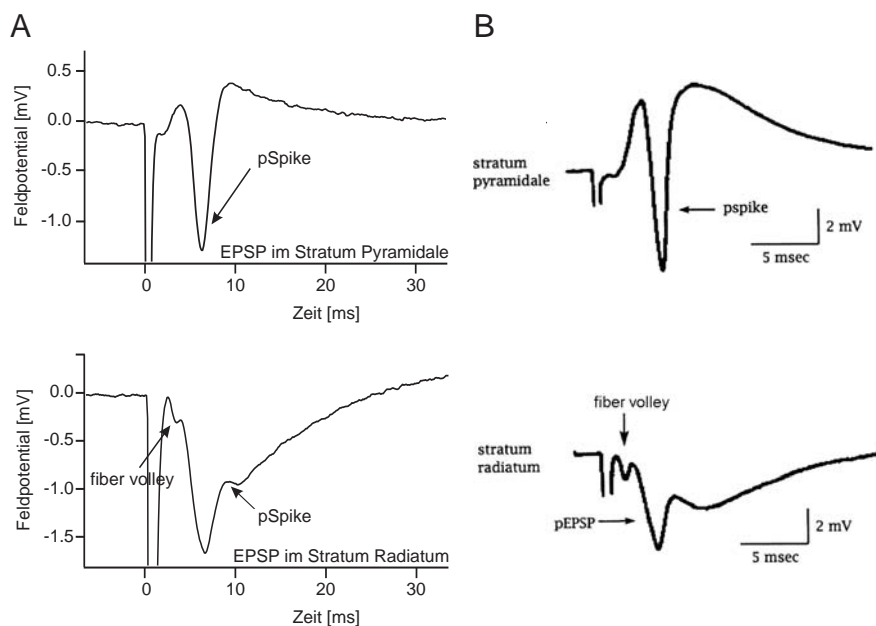 A
Feldpotential [mV]
0.5
0.0
-0.5
-1.0
pSpike
EPSP im Stratum Pyramidale
0
10
20
30
Zeit [ms]
Feldpotential [mV]
0.0
-0.5
-1.0
-1.5
fiber volley
pSpike
EPSP im Stratum Radiatum
0
10
20
30
Zeit [ms]
B
stratum
pyramidale
pspike
2 mV
5 msec
fiber volley
stratum
radiatum
pEPSP
2 mV
5 msec